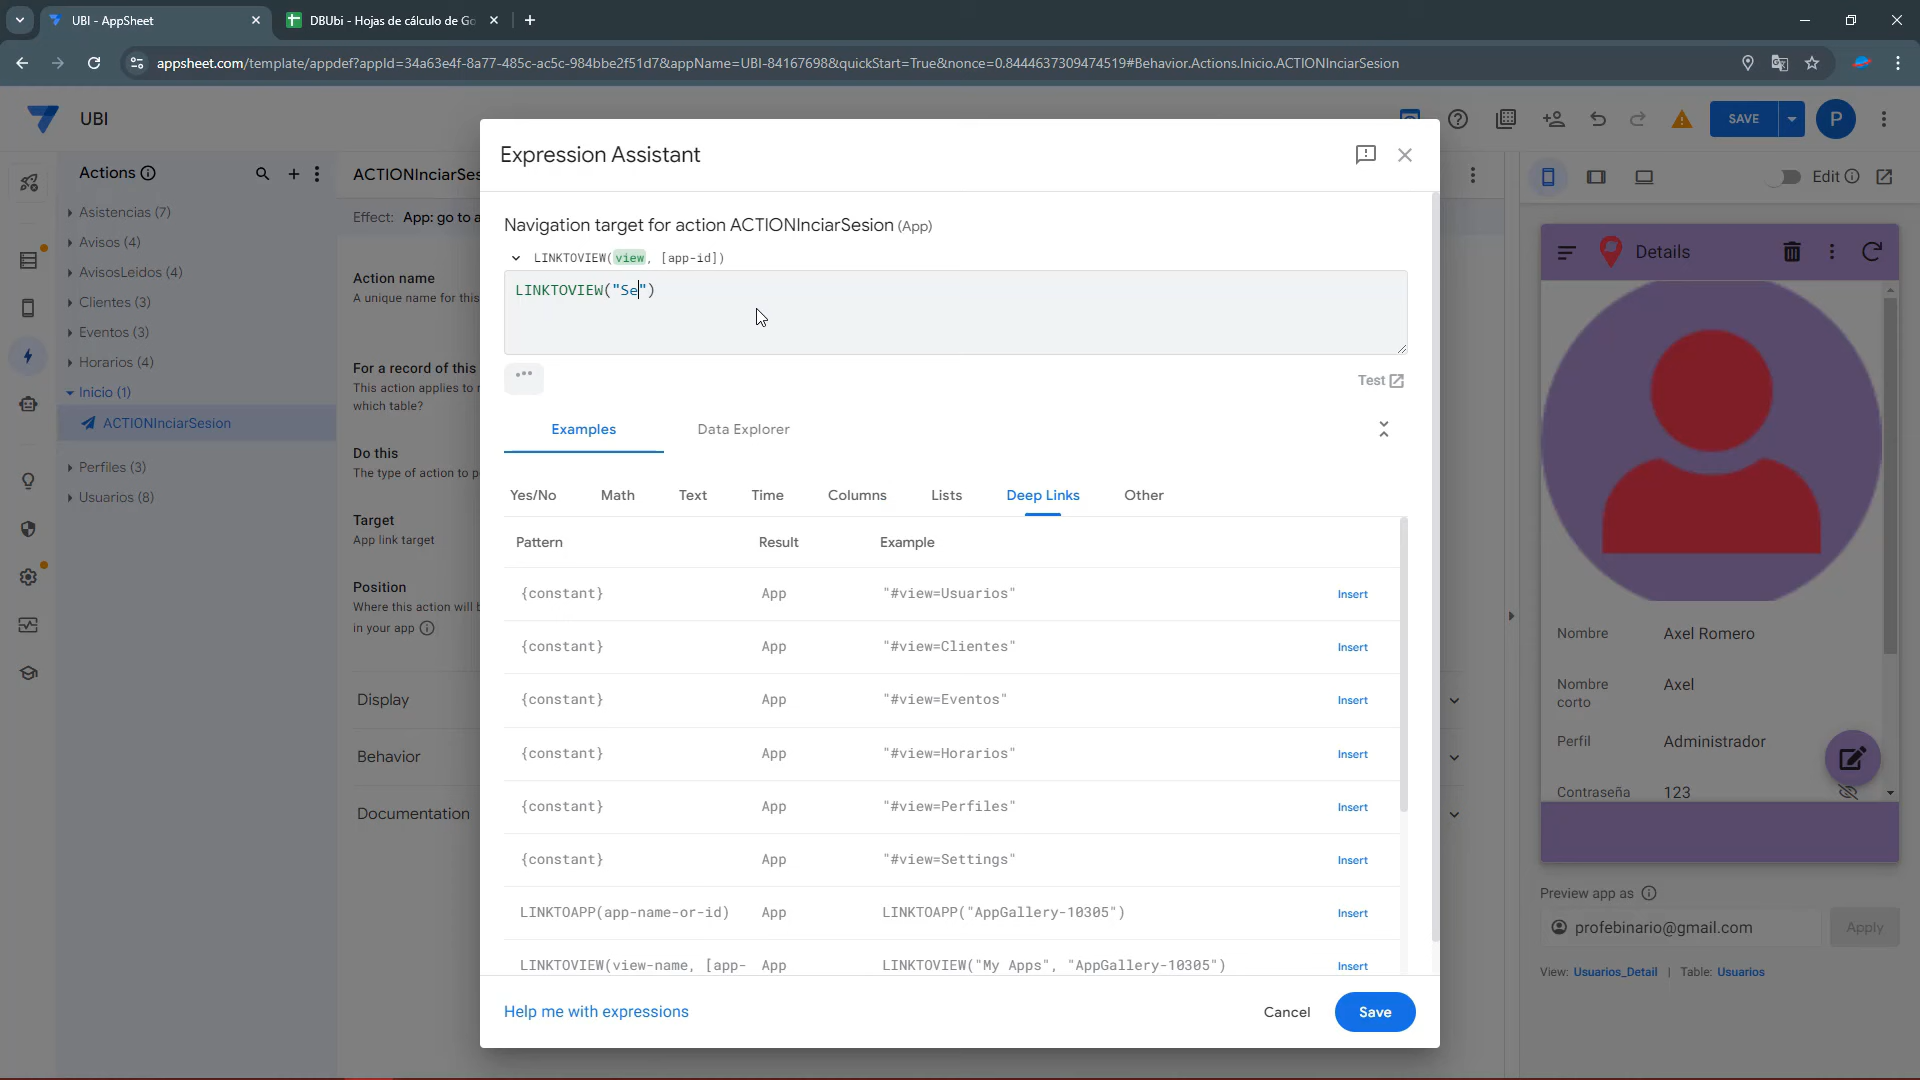 UBI - AppSheet
DBUbi - Hojas de cálculo de Go
appsheet.com/template/appdef?appId=34a63e4f-8a77-485c-ac5c-984bbe2f51d7&appName=UBI-84167698&quickStart=True&nonce=0.8444637309474519#Behavior.Actions.Inicio.ACTIONInciarSesion
UBI
SAVE
P
Actions
Asistencias (7)
Avisos (4)
AvisosLeidos (4)
Clientes (3)
Eventos (3)
Horarios (4)
Inicio (1)
ACTIONInciarSesion
Perfiles (3)
Usuarios (8)
ACTIONInciarSes
Effect: App: go to a
Action name
A unique name for this
For a record of this
This action applies to
which table?
Do this
The type of action to p
Target
App link target
Position
Where this action will b
in your app
Display
Behavior
Documentation
Expression Assistant
Navigation target for action ACTIONInciarSesion (App)
LINKTOVIEW(view, [app-id])
LINKTOVIEW("Se")
Test
Examples
Data Explorer
Yes/No Math Text Time Columns Lists Deep Links Other
Pattern Result Example
{constant} App "#view=Usuarios" Insert
{constant} App "#view=Clientes" Insert
{constant} App "#view=Eventos" Insert
{constant} App "#view=Horarios" Insert
{constant} App "#view=Perfiles" Insert
{constant} App "#view=Settings" Insert
LINKTOAPP(app-name-or-id) App LINKTOAPP("AppGallery-10305") Insert
LINKTOVIEW(view-name, [app- App LINKTOVIEW("My Apps", "AppGallery-10305") Insert
Help me with expressions
Cancel
Save
Edit
Details
Nombre Axel Romero
Nombre corto Axel
Perfil Administrador
Contraseña 123
Preview app as
profebinario@gmail.com
Apply
View: Usuarios_Detail | Table: Usuarios